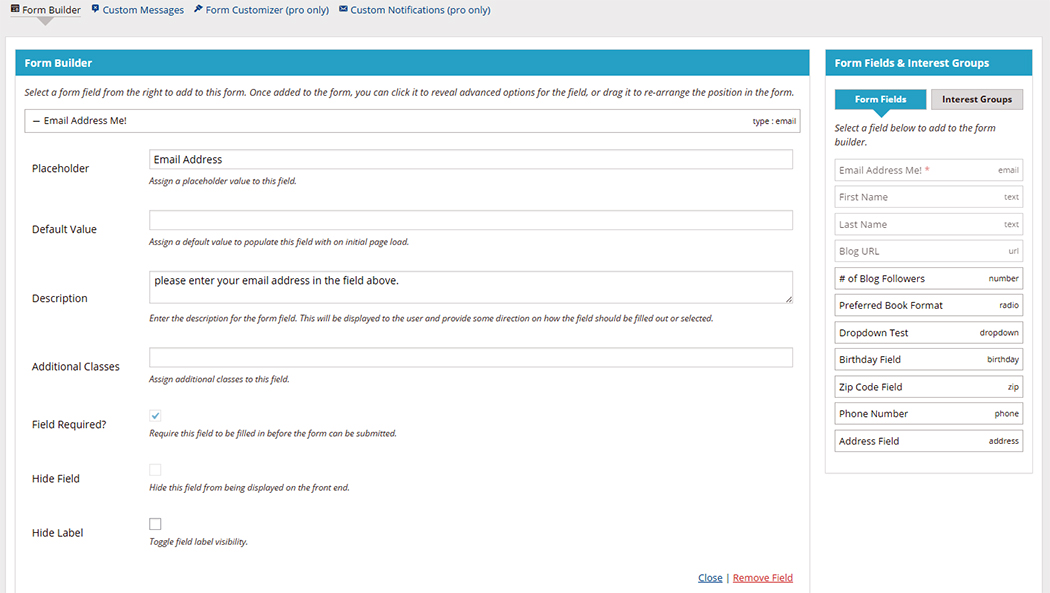 Form Builder Custom Messages Form Customizer (pro only) Custom Notifications (pro only)
Form Builder
Select a form field from the right to add to this form. Once added to the form, you can click it to reveal advanced options for the field, or drag it to re-arrange the position in the form.
– Email Address Me! type : email
Placeholder
Email Address
Assign a placeholder value to this field.
Default Value
Assign a default value to populate this field with on initial page load.
Description
please enter your email address in the field above.
Enter the description for the form field. This will be displayed to the user and provide some direction on how the field should be filled out or selected.
Additional Classes
Assign additional classes to this field.
Field Required?
Require this field to be filled in before the form can be submitted.
Hide Field
Hide this field from being displayed on the front end.
Hide Label
Toggle field label visibility.
Close | Remove Field
Form Fields & Interest Groups
Form Fields Interest Groups
Select a field below to add to the form
builder.
Email Address Me! * email
First Name text
Last Name text
Blog URL url
# of Blog Followers number
Preferred Book Format radio
Dropdown Test dropdown
Birthday Field birthday
Zip Code Field zip
Phone Number phone
Address Field address